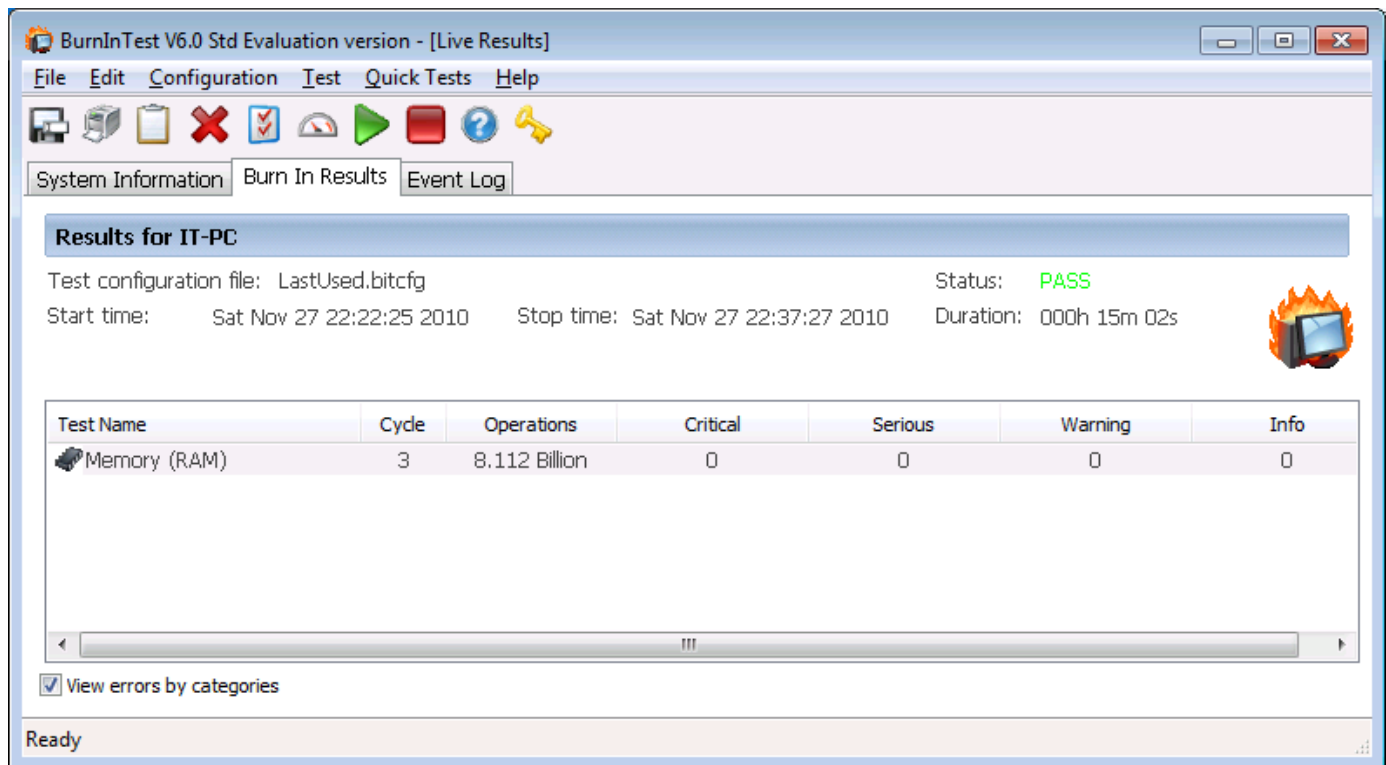 BurnInTest V6.0 Std Evaluation version - [Live Results]
File Edit Configuration Test Quick Tests Help
System Information Burn In Results Event Log
Results for IT-PC
Test configuration file: LastUsed.bitcfg Status: PASS
Start time: Sat Nov 27 22:22:25 2010 Stop time: Sat Nov 27 22:37:27 2010 Duration: 000h 15m 02s
Test Name Cycle Operations Critical Serious Warning Info
Memory (RAM) 3 8.112 Billion 0 0 0 0
View errors by categories
Ready